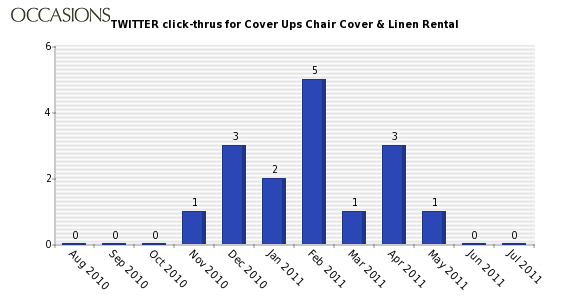 OCCASIONS
TWITTER click-thrus for Cover Ups Chair Cover & Linen Rental
6
4
2
0
0
0
0
1
3
2
5
1
3
1
0
0
Aug 2010
Sep 2010
Oct 2010
Nov 2010
Dec 2010
Jan 2011
Feb 2011
Mar 2011
Apr 2011
May 2011
Jun 2011
Jul 2011